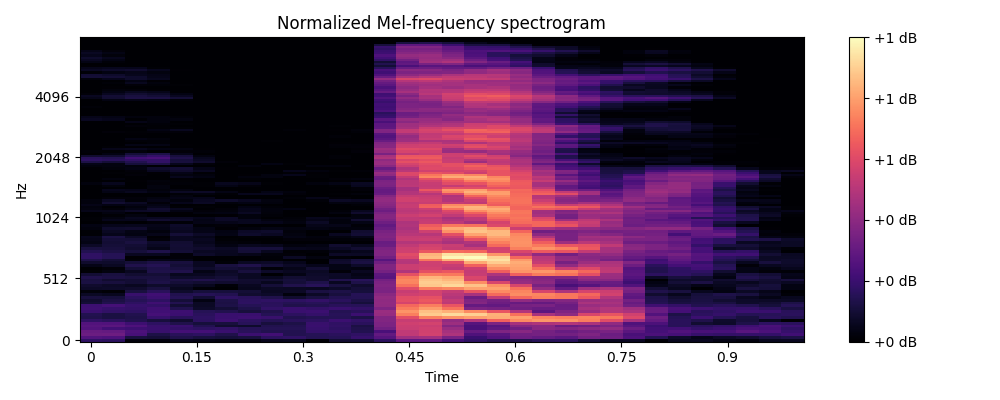 Normalized Mel-frequency spectrogram
Hz
4096
2048
1024
512
0
0
0.15
0.3
0.45
0.6
0.75
0.9
Time
+1 dB
+1 dB
+1 dB
+0 dB
+0 dB
+0 dB